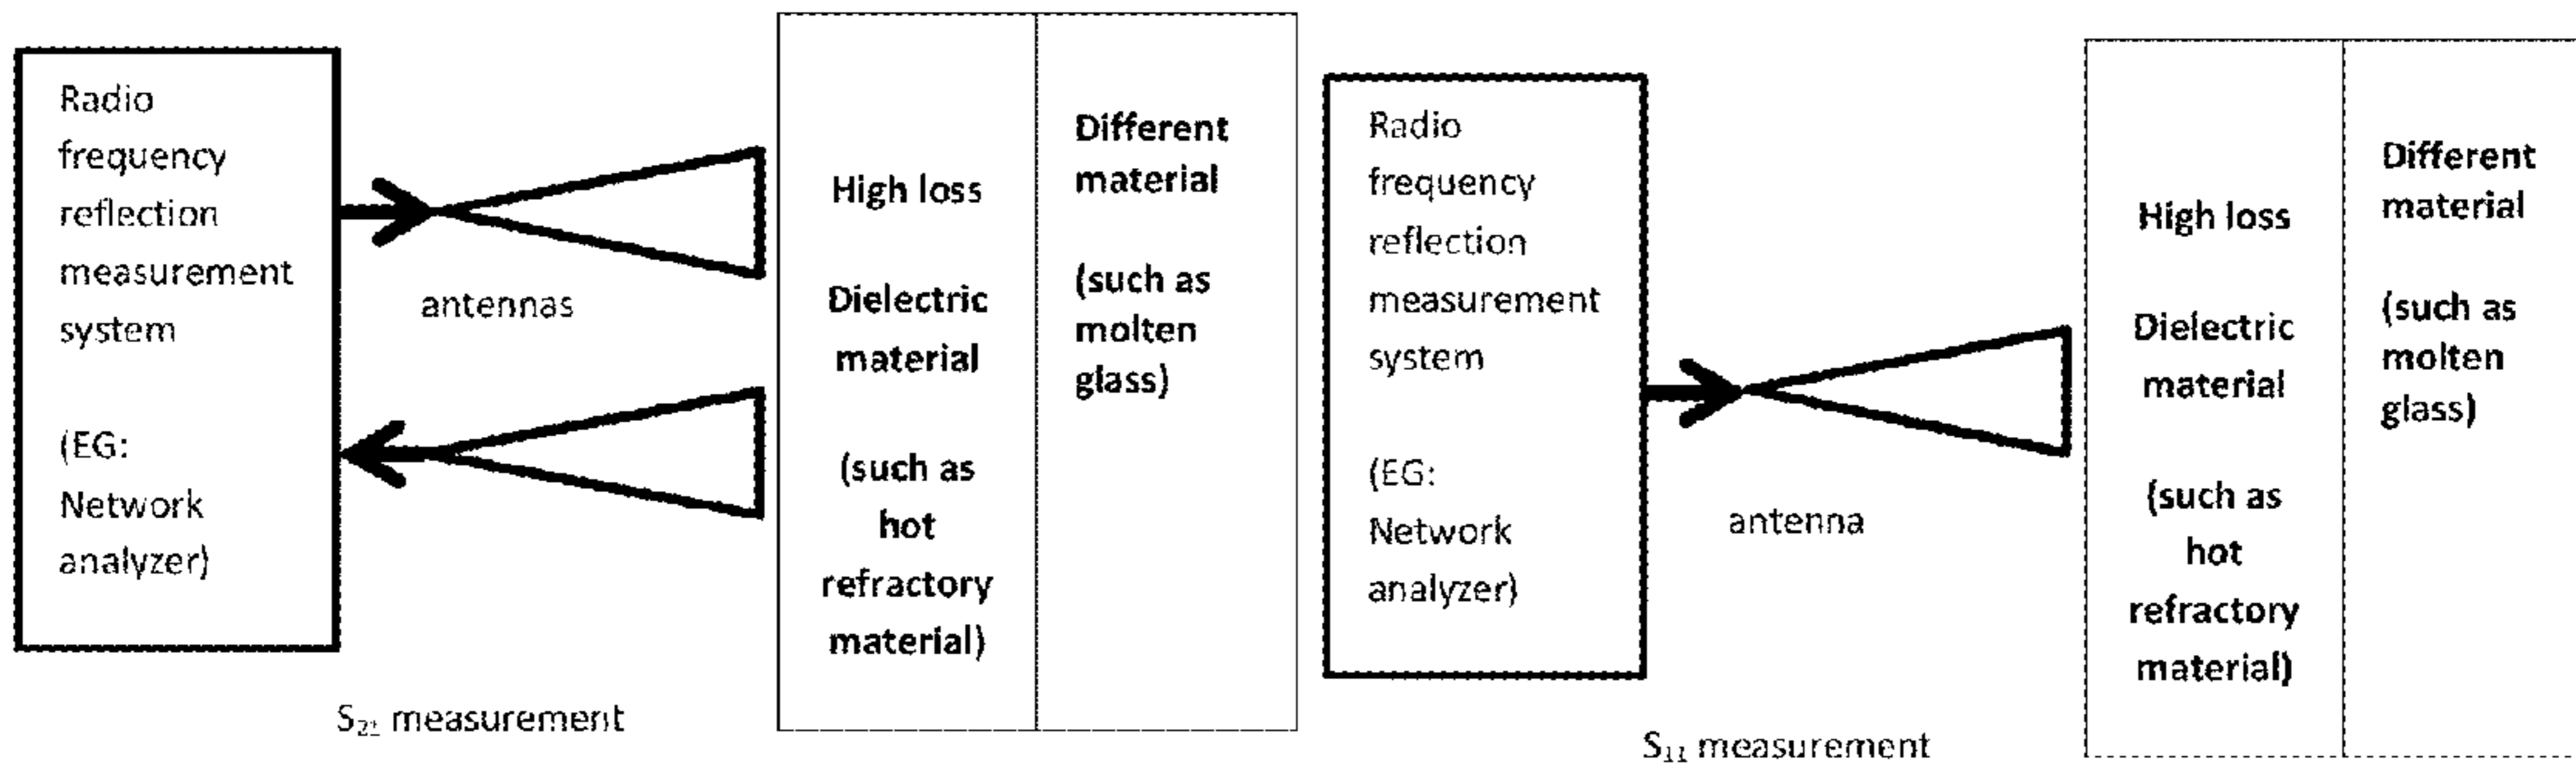 Radio
frequency
reflection
measurement
system
(EG:
Network
analyzer)
antennas
High loss
Dielectric
material
(such as
hot
refractory
material)
Different
material
(such as
molten
glass)
S₂₁ measurement
Radio
frequency
reflection
measurement
system
(EG:
Network
analyzer)
antenna
High loss
Dielectric
material
(such as
hot
refractory
material)
Different
material
(such as
molten
glass)
S₁₁ measurement